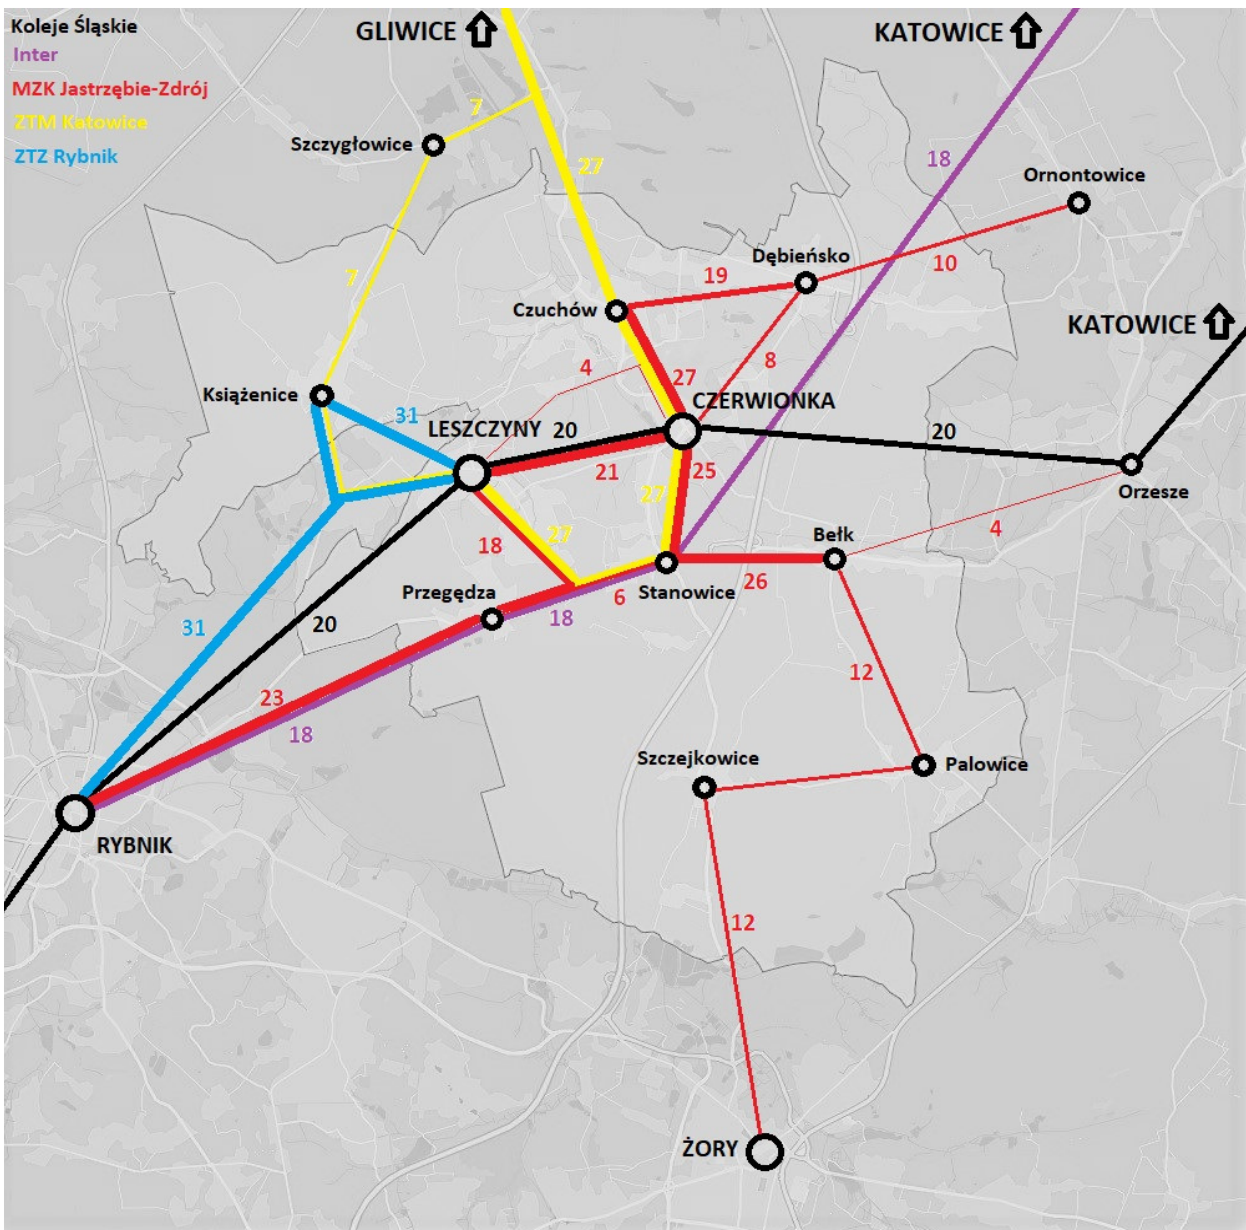 Koleje Śląskie
Inter
MZK Jastrzębie-Zdrój
ZTM Katowice
ZTZ Rybnik
GLIWICE
KATOWICE
7
Szczygłowice
27
18
Ornontowice
Dębieńsko
7
19
10
Czuchów
KATOWICE
4
8
27
Książenice
CZERWIONKA
31
LESZCZYNY
20
20
21
25
Orzesze
27
27
4
18
Bełk
Przegędza
6
Stanowice
26
18
31
20
12
23
18
Szczejkowice
Palowice
RYBNIK
12
ŻORY